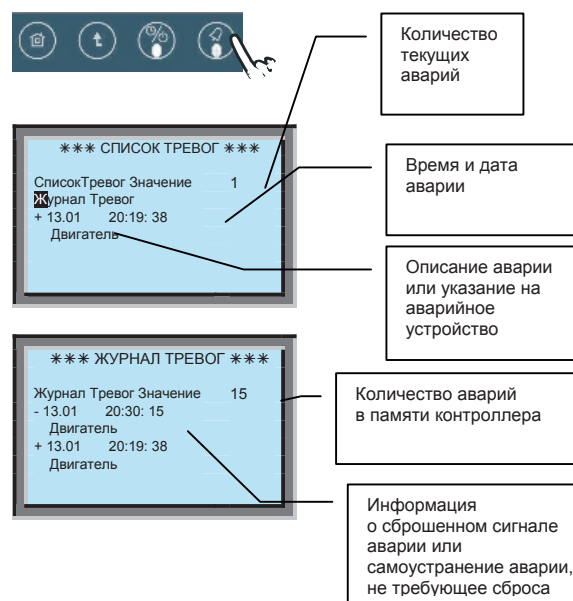 Количество
текущих
аварий
✳✳✳ СПИСОК ТРЕВОГ ✳✳✳
СписокТревог Значение 1
Журнал Тревог
+ 13.01 20:19: 38
Двигатель
Время и дата
аварии
Описание аварии
или указание на
аварийное
устройство
✳✳✳ ЖУРНАЛ ТРЕВОГ ✳✳✳
Журнал Тревог Значение 15
- 13.01 20:30: 15
Двигатель
+ 13.01 20:19: 38
Двигатель
Количество аварий
в памяти контроллера
Информация
о сброшенном сигнале
аварии или
самоустранение аварии,
не требующее сброса